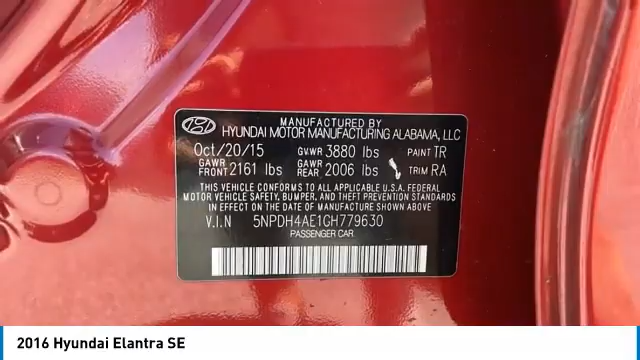 MANUFACTURED BY
HYUNDAI MOTOR MANUFACTURING ALABAMA, LLC
Oct/20/15 GVWR 3880 lbs PAINT TR
GAWR FRONT 2161 lbs GAWR REAR 2006 lbs TRIM RA
THIS VEHICLE CONFORMS TO ALL APPLICABLE U.S.A. FEDERAL
MOTOR VEHICLE SAFETY, BUMPER, AND THEFT PREVENTION STANDARDS
IN EFFECT ON THE DATE OF MANUFACTURE SHOWN ABOVE.
V.I.N 5NPDH4AE1GH779630
PASSENGER CAR
2016 Hyundai Elantra SE